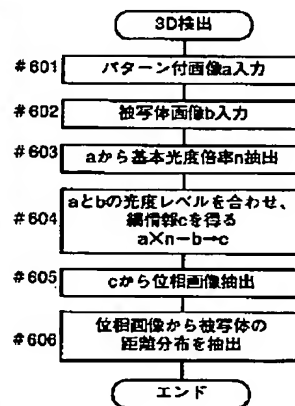 3D検出
#601
パターン付画像a入力
#602
被写体画像b入力
#603
aから基本光度倍率n抽出
#604
aとbの光度レベルを合わせ、
縞情報cを得る
a×n−b→c
#605
cから位相画像抽出
#606
位相画像から被写体の
距離分布を抽出
エンド